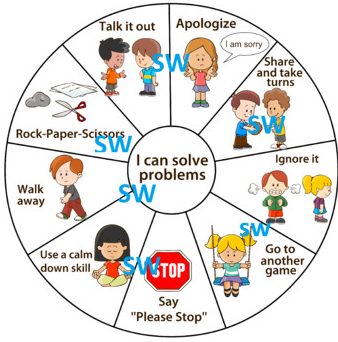 Talk it out
Apologize
I am sorry
Share
and take
turns
Ignore it
Go to
another
game
STOP
Say
"Please Stop"
Use a calm
down skill
Walk
away
Rock-Paper-Scissors
I can solve
problems
SW
SW
SW
SW
SW
SW